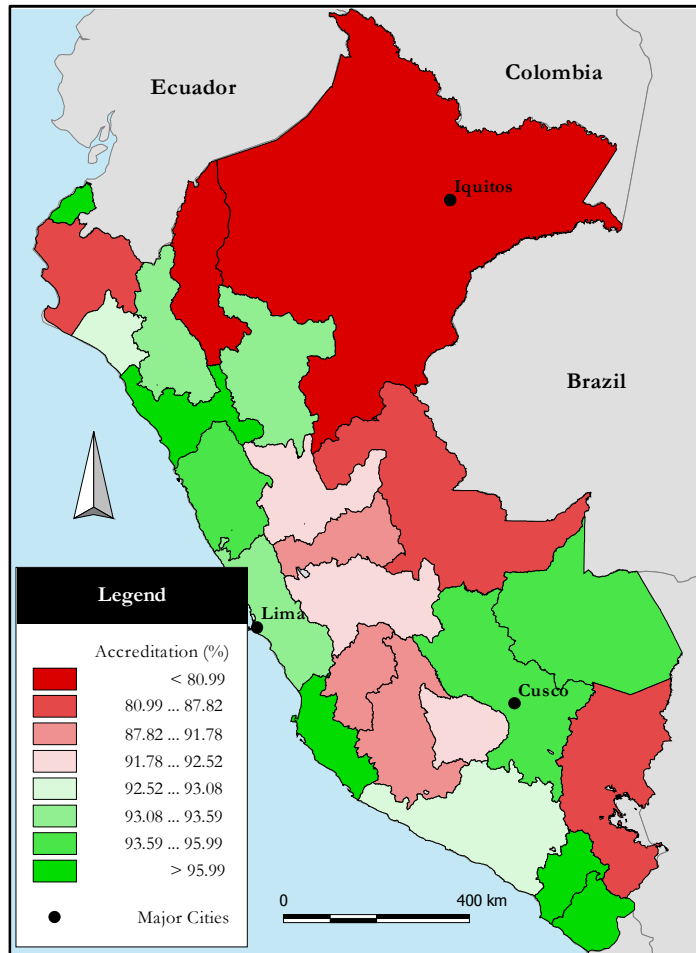 Colombia
Ecuador
Iquitos
Brazil
Legend
Lima
Accreditation (%)
< 80.99
80.99 ... 87.82
Cusco
87.82 ... 91.78
91.78 ... 92.52
92.52 ... 93.08
93.08 ... 93.59
93.59 ... 95.99
> 95.99
Major Cities
0 400 km